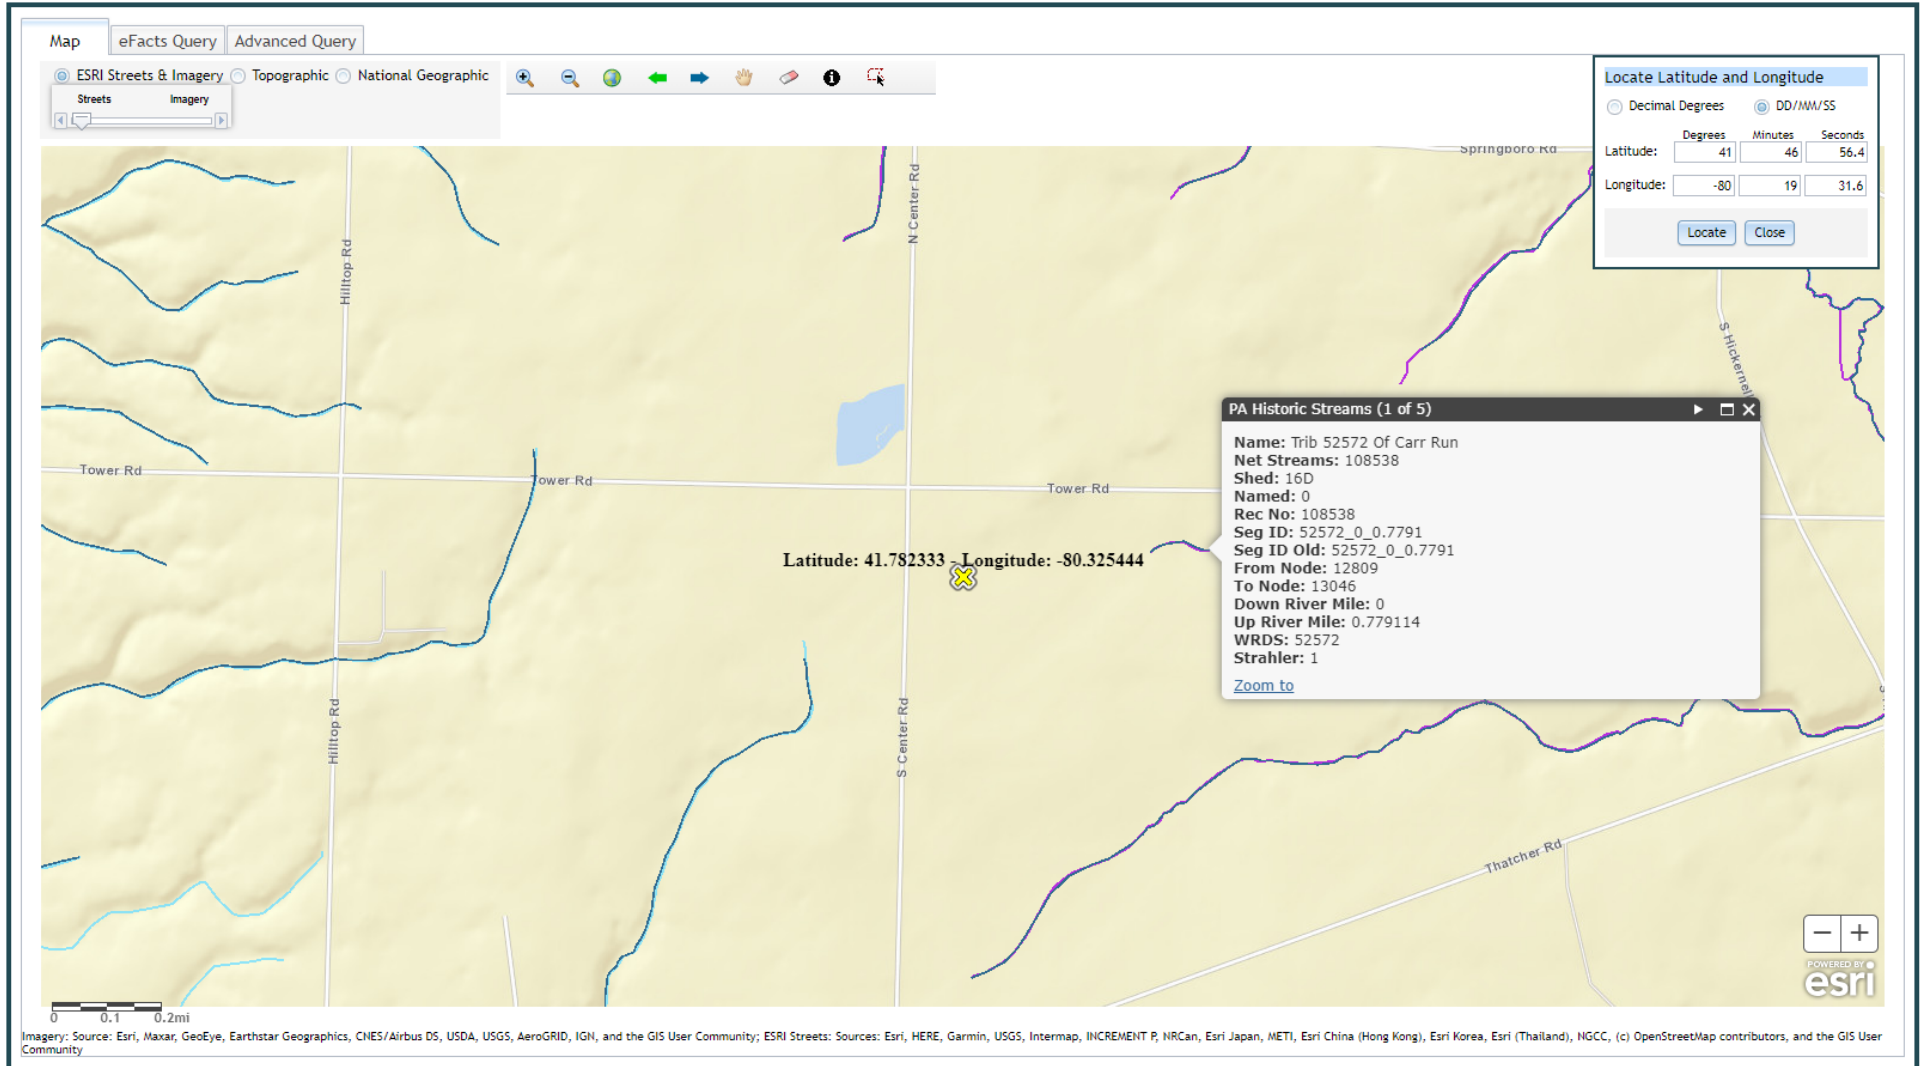 Map eFacts Query Advanced Query
ESRI Streets & Imagery Topographic National Geographic
Streets Imagery
Locate Latitude and Longitude
Decimal Degrees DD/MM/SS
Degrees Minutes Seconds
Latitude: 41 46 56.4
Longitude: -80 19 31.6
Locate Close
Springboro Rd
N Center Rd
Hilltop Rd
S Hickernell
Tower Rd
Tower Rd
Tower Rd
Latitude: 41.782333 - Longitude: -80.325444
PA Historic Streams (1 of 5)
Name: Trib 52572 Of Carr Run
Net Streams: 108538
Shed: 16D
Named: 0
Rec No: 108538
Seg ID: 52572_0_0.7791
Seg ID Old: 52572_0_0.7791
From Node: 12809
To Node: 13046
Down River Mile: 0
Up River Mile: 0.779114
WRDS: 52572
Strahler: 1
Zoom to
Hilltop Rd
S Center Rd
Thatcher Rd
POWERED BY
esri
0 0.1 0.2mi
Imagery: Source: Esri, Maxar, GeoEye, Earthstar Geographics, CNES/Airbus DS, USDA, USGS, AeroGRID, IGN, and the GIS User Community; ESRI Streets: Sources: Esri, HERE, Garmin, USGS, Intermap, INCREMENT P, NRCan, Esri Japan, METI, Esri China (Hong Kong), Esri Korea, Esri (Thailand), NGCC, (c) OpenStreetMap contributors, and the GIS User
Community